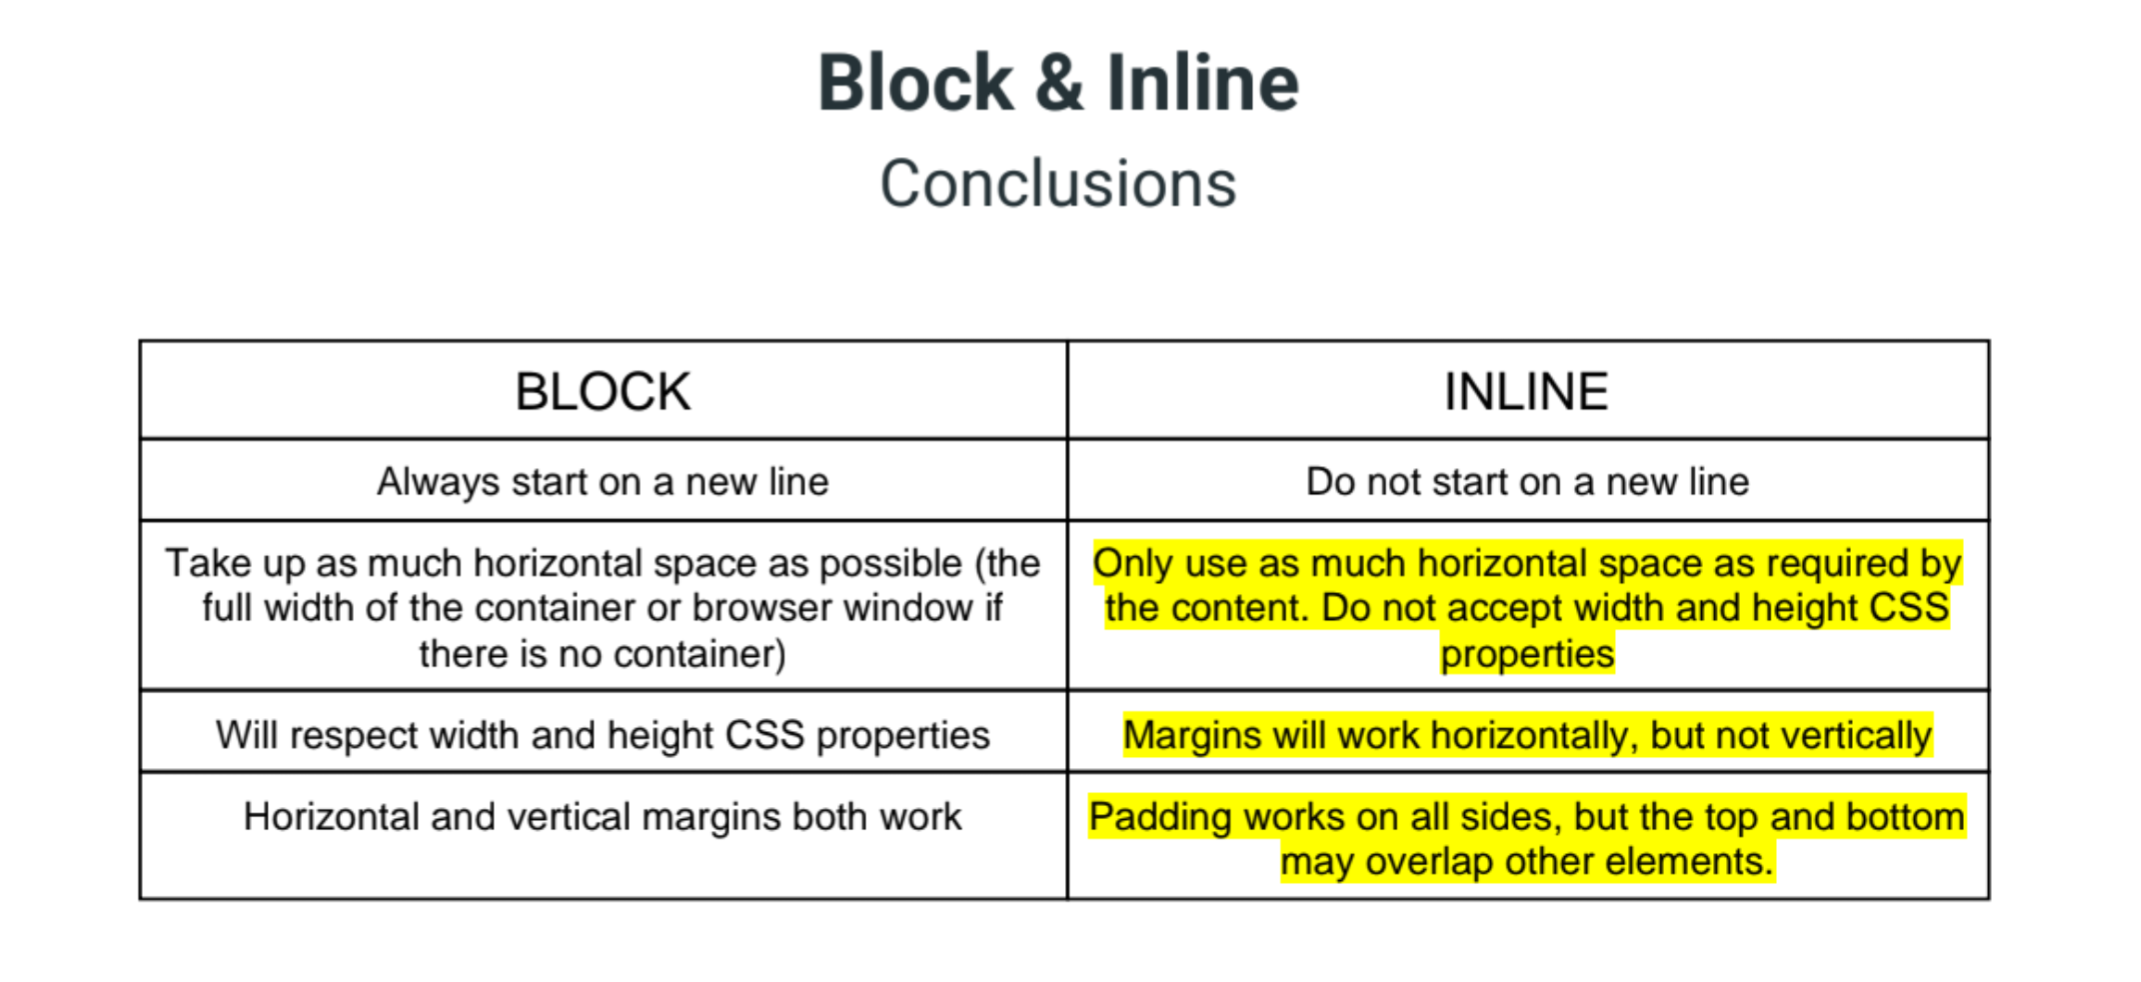 Block & Inline
Conclusions
BLOCK
INLINE
Always start on a new line
Do not start on a new line
Take up as much horizontal space as possible (the
full width of the container or browser window if
there is no container)
Only use as much horizontal space as required by
the content. Do not accept width and height CSS
properties
Will respect width and height CSS properties
Margins will work horizontally, but not vertically
Horizontal and vertical margins both work
Padding works on all sides, but the top and bottom
may overlap other elements.